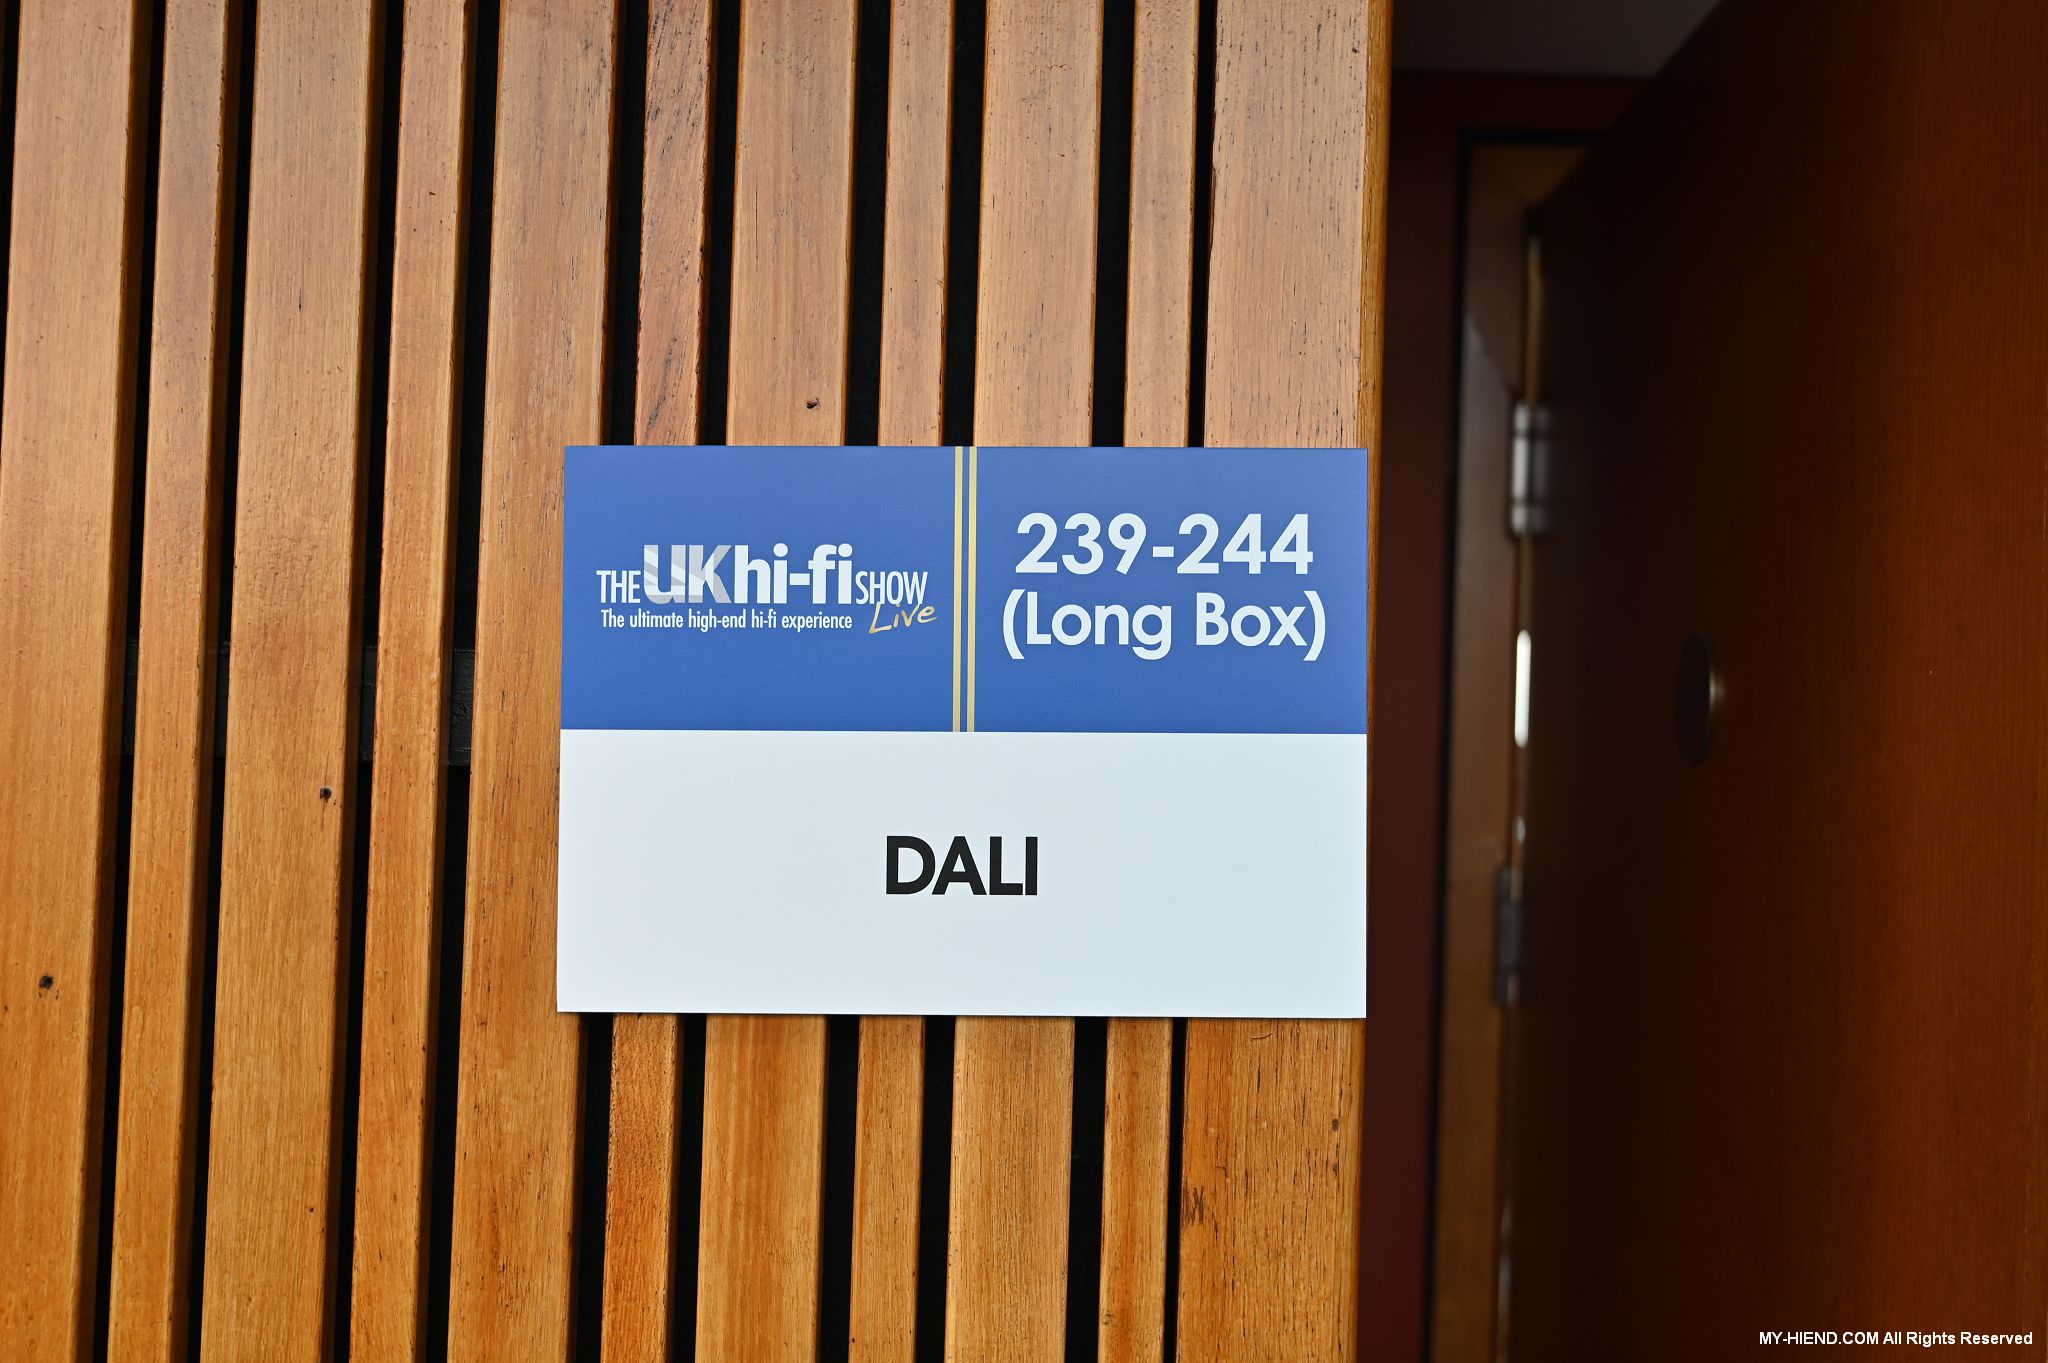 THE UK hi-fi SHOW
Live
The ultimate high-end hi-fi experience
239-244
(Long Box)
DALI
MY-HIEND.COM All Rights Reserved